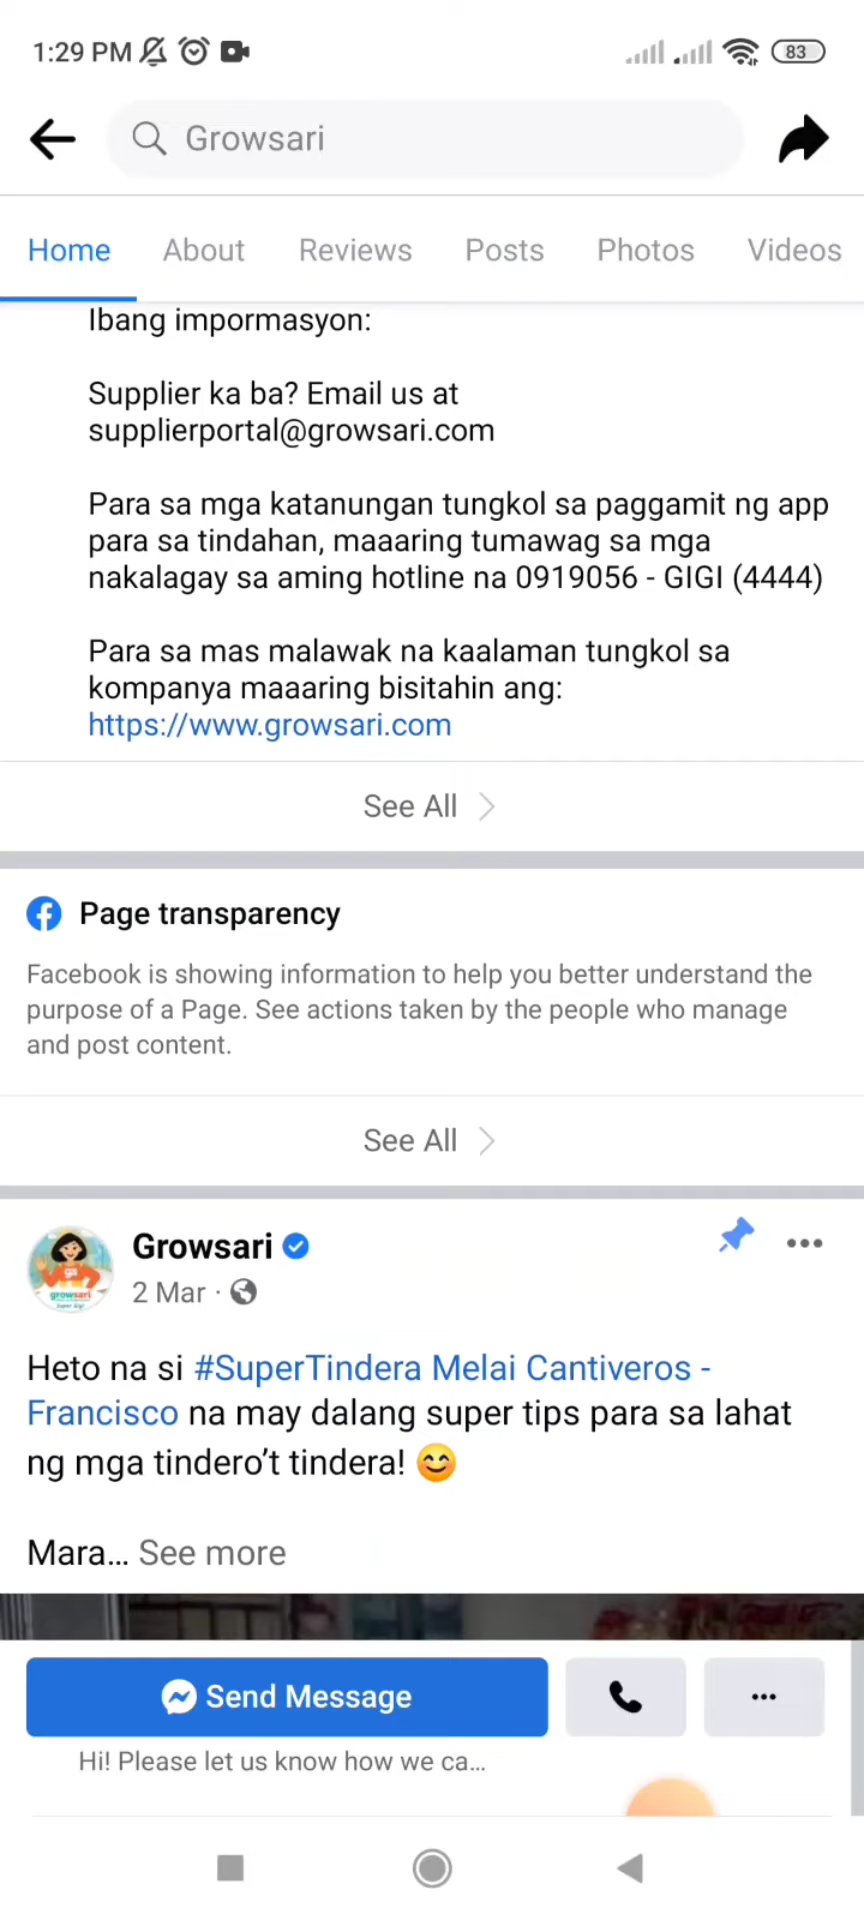 1:29 PM
83
Growsari
Home About Reviews Posts Photos Videos
Ibang impormasyon:
Supplier ka ba? Email us at
supplierportal@growsari.com
Para sa mga katanungan tungkol sa paggamit ng app
para sa tindahan, maaaring tumawag sa mga
nakalagay sa aming hotline na 0919056 - GIGI (4444)
Para sa mas malawak na kaalaman tungkol sa
kompanya maaaring bisitahin ang:
https://www.growsari.com
See All
Page transparency
Facebook is showing information to help you better understand the
purpose of a Page. See actions taken by the people who manage
and post content.
See All
growsari
Super Gigi
Growsari
2 Mar ·
Heto na si #SuperTindera Melai Cantiveros -
Francisco na may dalang super tips para sa lahat
ng mga tindero’t tindera! 😊
Mara… See more
Send Message
Hi! Please let us know how we ca...